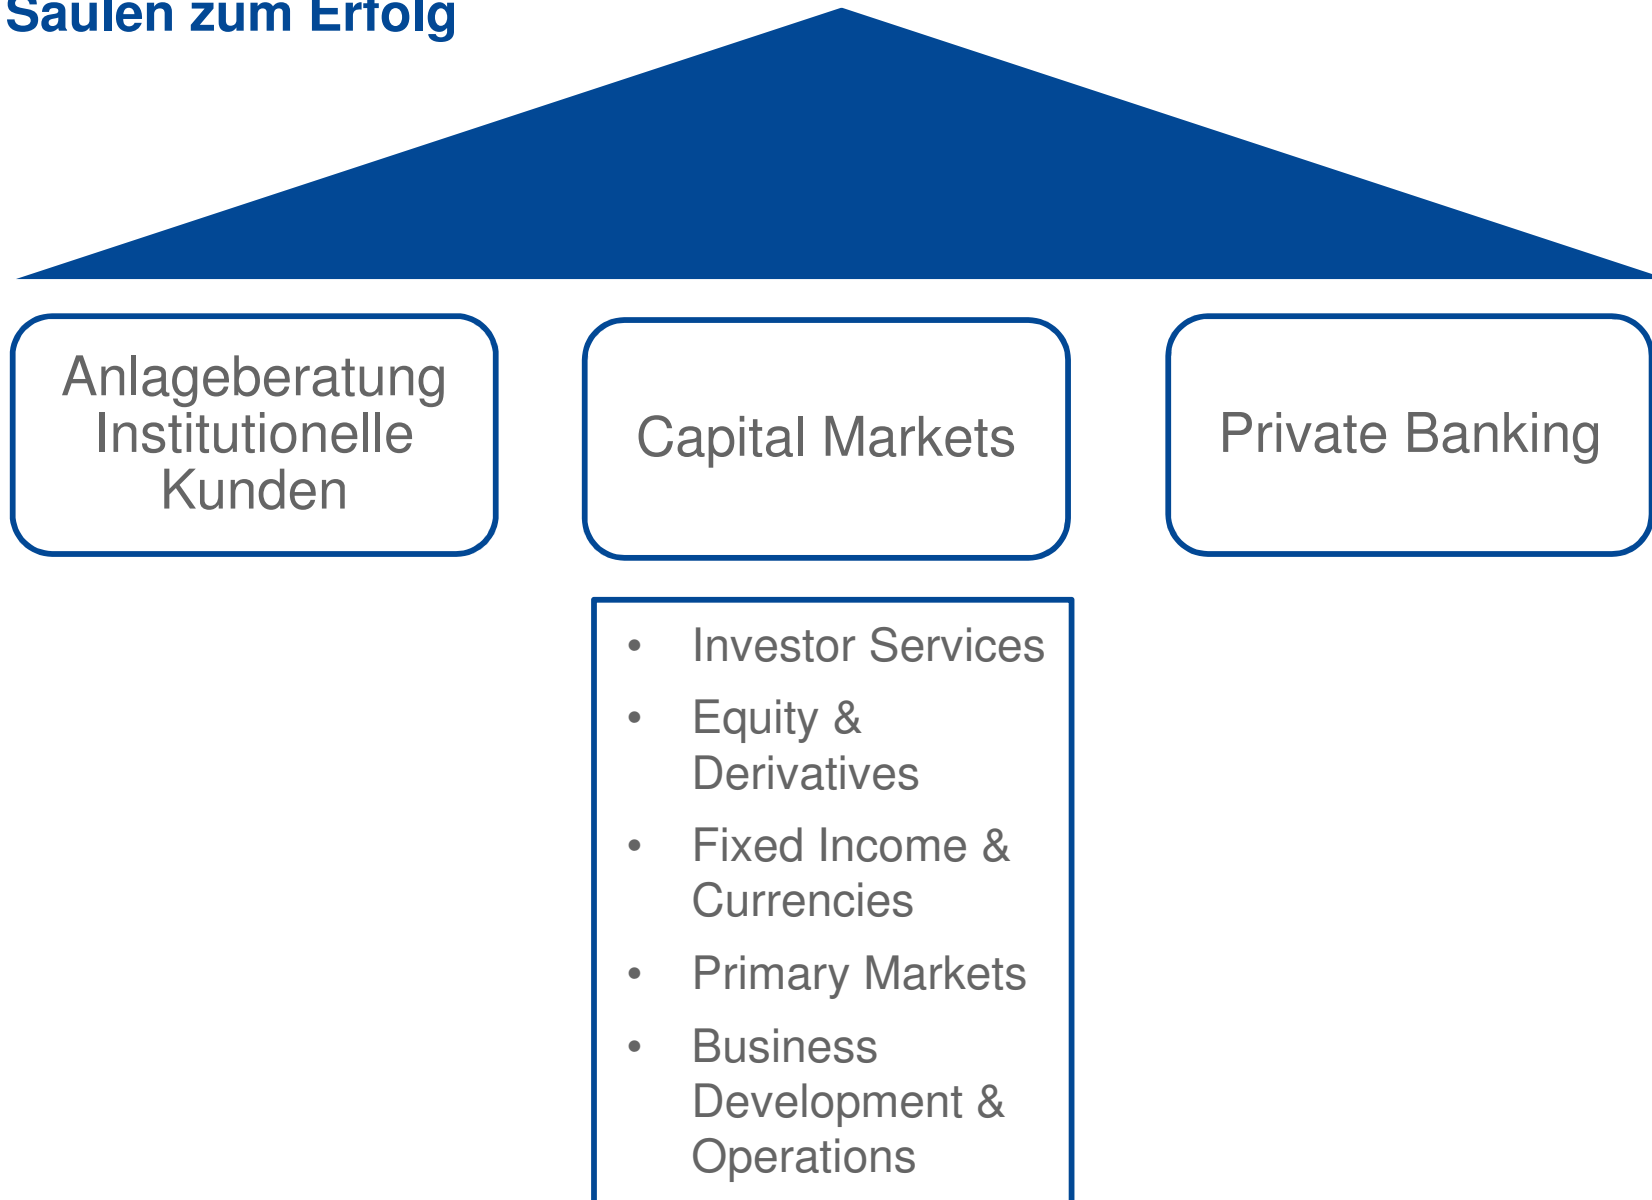 Säulen zum Erfolg
Anlageberatung
Institutionelle
Kunden
Capital Markets
Private Banking
• Investor Services
• Equity &
Derivatives
• Fixed Income &
Currencies
• Primary Markets
• Business
Development &
Operations